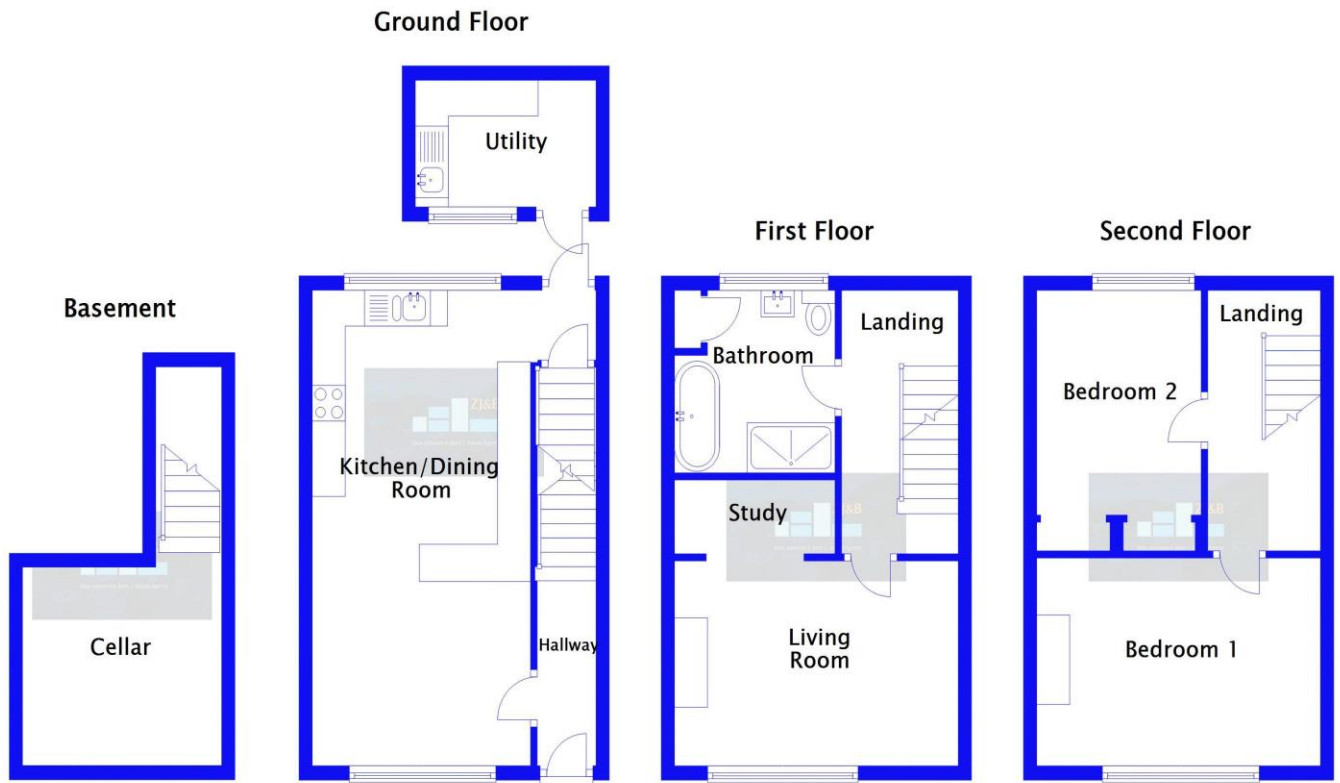 Ground Floor
Utility
First Floor
Second Floor
Basement
Landing
Landing
Bathroom
Bedroom 2
ZJ&B
Kitchen/Dining
Room
Study
Hallway
Living
Room
Cellar
Bedroom 1